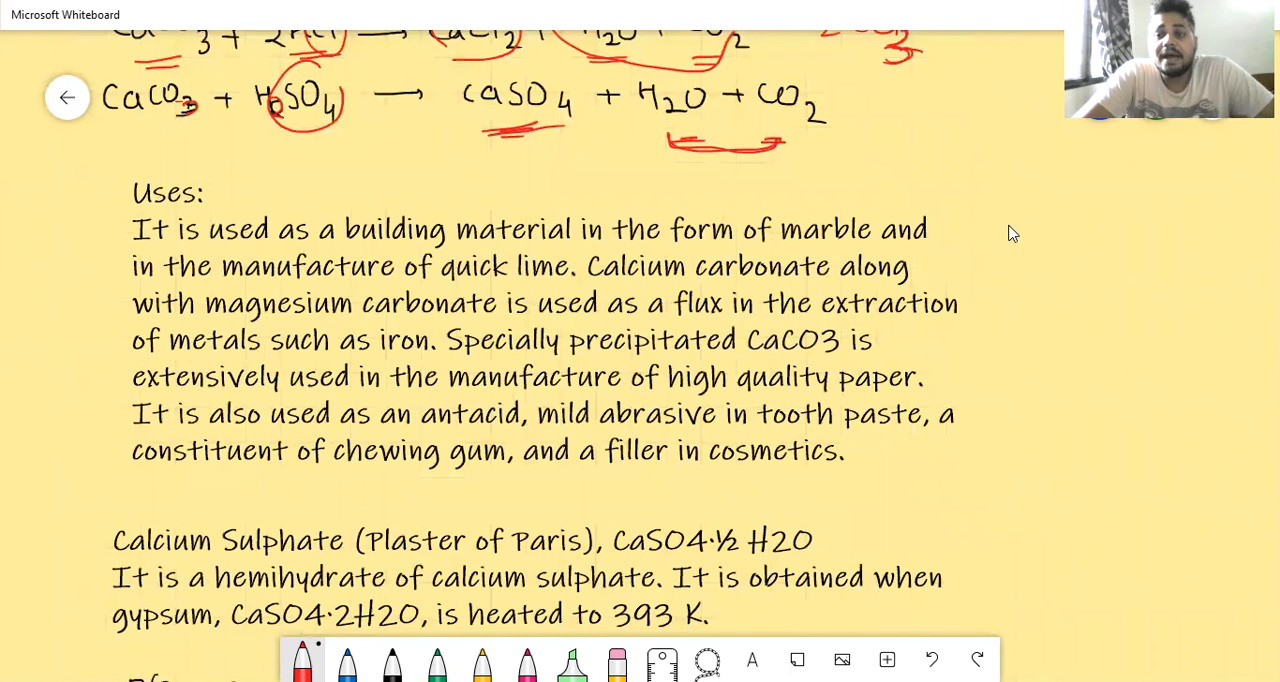 Microsoft Whiteboard
CaCO3 + 2HCl → CaCl2 + H2O + CO2
CaCO3 + H2SO4 → CaSO4 + H2O + CO2
Uses:
It is used as a building material in the form of marble and
in the manufacture of quick lime. Calcium carbonate along
with magnesium carbonate is used as a flux in the extraction
of metals such as iron. Specially precipitated CaCO3 is
extensively used in the manufacture of high quality paper.
It is also used as an antacid, mild abrasive in tooth paste, a
constituent of chewing gum, and a filler in cosmetics.
Calcium Sulphate (Plaster of Paris), CaSO4·½ H2O
It is a hemihydrate of calcium sulphate. It is obtained when
gypsum, CaSO4·2H2O, is heated to 393 K.